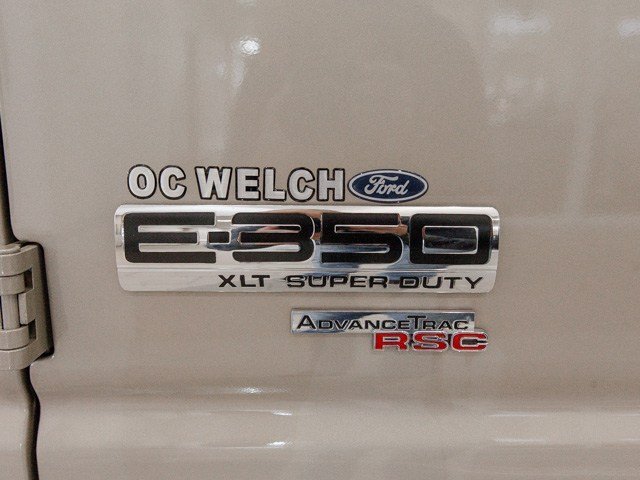 OC WELCH Ford
E-350
XLT SUPER DUTY
ADVANCETRAC
RSC